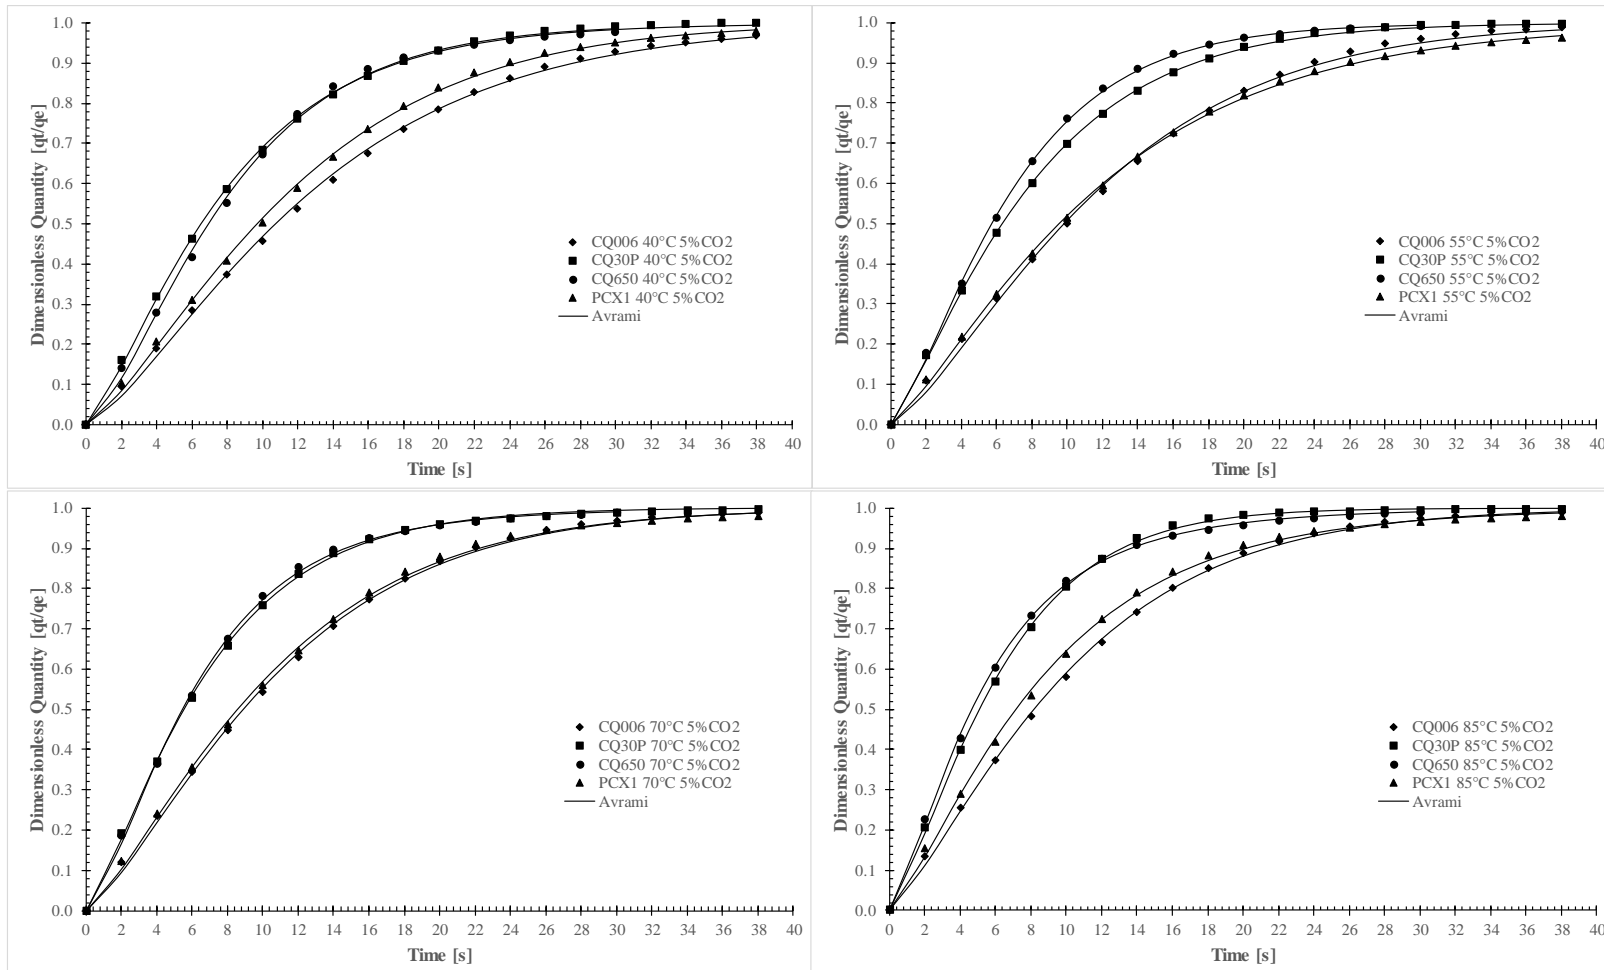 Dimensionless Quantity [qt/qe]
1.0
0.9
0.8
0.7
0.6
0.5
0.4
0.3
0.2
0.1
0.0
CQ006 40°C 5%CO2
CQ30P 40°C 5%CO2
CQ650 40°C 5%CO2
PCX1 40°C 5%CO2
Avrami
0 2 4 6 8 10 12 14 16 18 20 22 24 26 28 30 32 34 36 38 40
Time [s]
Dimensionless Quantity [qt/qe]
1.0
0.9
0.8
0.7
0.6
0.5
0.4
0.3
0.2
0.1
0.0
CQ006 55°C 5%CO2
CQ30P 55°C 5%CO2
CQ650 55°C 5%CO2
PCX1 55°C 5%CO2
Avrami
0 2 4 6 8 10 12 14 16 18 20 22 24 26 28 30 32 34 36 38 40
Time [s]
Dimensionless Quantity [qt/qe]
1.0
0.9
0.8
0.7
0.6
0.5
0.4
0.3
0.2
0.1
0.0
CQ006 70°C 5%CO2
CQ30P 70°C 5%CO2
CQ650 70°C 5%CO2
PCX1 70°C 5%CO2
Avrami
0 2 4 6 8 10 12 14 16 18 20 22 24 26 28 30 32 34 36 38 40
Time [s]
Dimensionless Quantity [qt/qe]
1.0
0.9
0.8
0.7
0.6
0.5
0.4
0.3
0.2
0.1
0.0
CQ006 85°C 5%CO2
CQ30P 85°C 5%CO2
CQ650 85°C 5%CO2
PCX1 85°C 5%CO2
Avrami
0 2 4 6 8 10 12 14 16 18 20 22 24 26 28 30 32 34 36 38 40
Time [s]